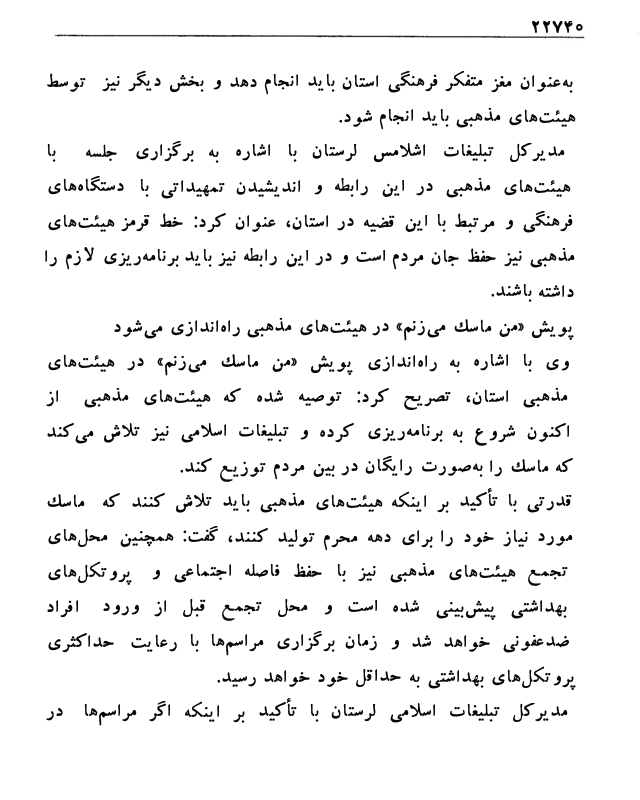 ۲۲۷۴۰
به‌عنوان مغز متفکر فرهنگی استان باید انجام دهد و بخش دیگر نیز توسط
هیئت‌های مذهبی باید انجام شود.
مدیرکل تبلیغات اشلامس لرستان با اشاره به برگزاری جلسه با
هیئت‌های مذهبی در این رابطه و اندیشیدن تمهیداتی با دستگاه‌های
فرهنگی و مرتبط با این قضیه در استان، عنوان کرد: خط قرمز هیئت‌های
مذهبی نیز حفظ جان مردم است و در این رابطه نیز باید برنامه‌ریزی لازم را
داشته باشند.
پویش «من ماسك می‌زنم» در هیئت‌های مذهبی راه‌اندازی می‌شود
وی با اشاره به راه‌اندازی پویش «من ماسك می‌زنم» در هیئت‌های
مذهبی استان، تصریح کرد: توصیه شده که هیئت‌های مذهبی از
اکنون شروع به برنامه‌ریزی کرده و تبلیغات اسلامی نیز تلاش می‌کند
که ماسك را به‌صورت رایگان در بین مردم توزیع کند.
قدرتی با تأکید بر اینکه هیئت‌های مذهبی باید تلاش کنند که ماسك
مورد نیاز خود را برای دهه محرم تولید کنند، گفت: همچنین محل‌های
تجمع هیئت‌های مذهبی نیز با حفظ فاصله اجتماعی و پروتکل‌های
بهداشتی پیش‌بینی شده است و محل تجمع قبل از ورود افراد
ضدعفونی خواهد شد و زمان برگزاری مراسم‌ها با رعایت حداکثری
پروتکل‌های بهداشتی به حداقل خود خواهد رسید.
مدیرکل تبلیغات اسلامی لرستان با تأکید بر اینکه اگر مراسم‌ها در